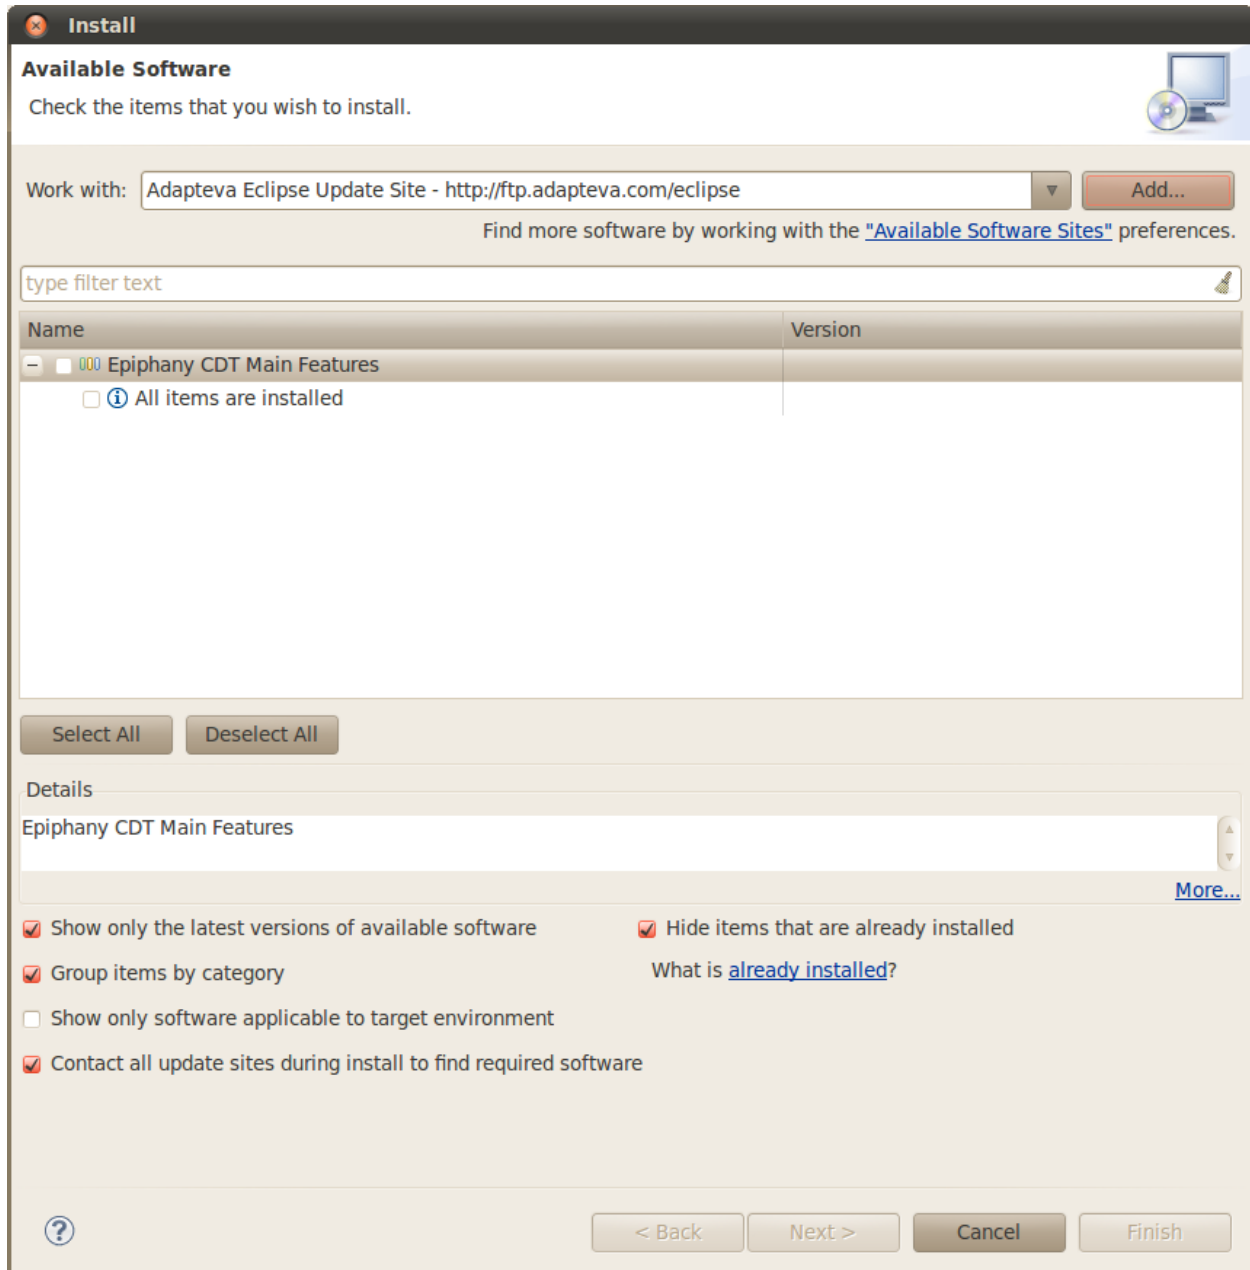 Install
Available Software
Check the items that you wish to install.
Work with: Adapteva Eclipse Update Site - http://ftp.adapteva.com/eclipse Add...
Find more software by working with the "Available Software Sites" preferences.
type filter text
Name Version
Epiphany CDT Main Features
All items are installed
Select All Deselect All
Details
Epiphany CDT Main Features
More...
Show only the latest versions of available software Hide items that are already installed
Group items by category What is already installed?
Show only software applicable to target environment
Contact all update sites during install to find required software
< Back Next > Cancel Finish